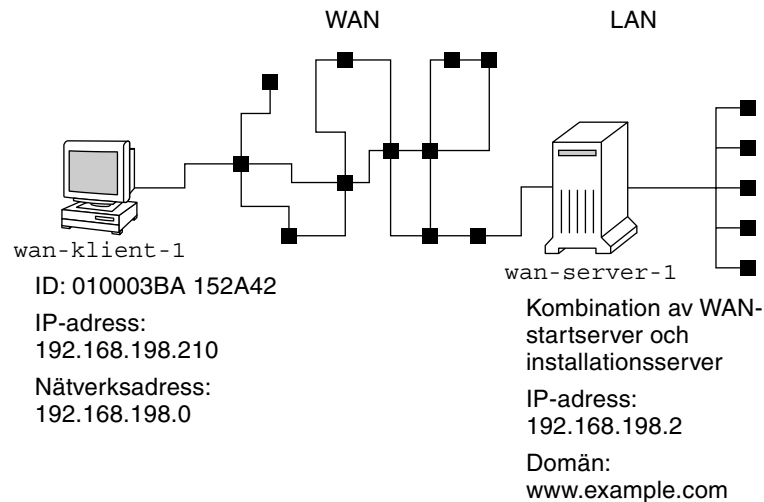 WAN
LAN
wan-klient-1
ID: 010003BA 152A42
IP-adress:
192.168.198.210
Nätverksadress:
192.168.198.0
wan-server-1
Kombination av WAN-
startserver och
installationsserver
IP-adress:
192.168.198.2
Domän:
www.example.com